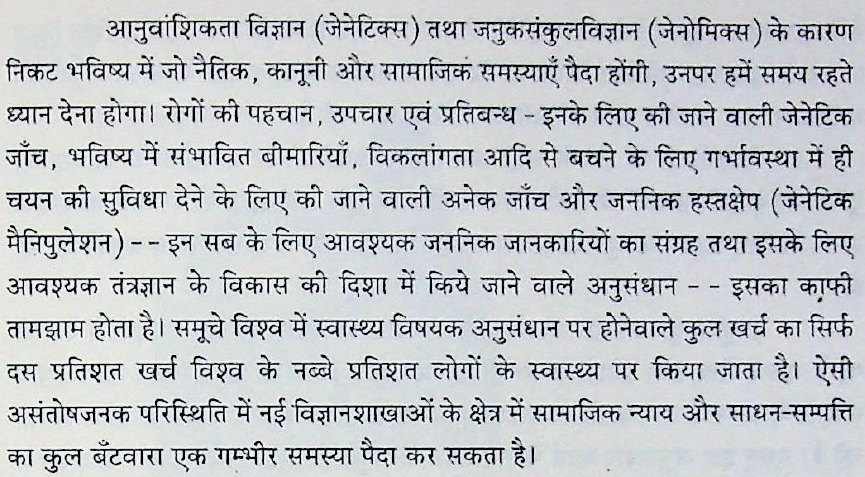 आनुवांशिकता विज्ञान (जेनेटिक्स) तथा जनुकसंकुलविज्ञान (जेनोमिक्स) के कारण
निकट भविष्य में जो नैतिक, कानूनी और सामाजिक समस्याएँ पैदा होंगी, उनपर हमें समय रहते
ध्यान देना होगा। रोगों की पहचान, उपचार एवं प्रतिबन्ध - इनके लिए की जाने वाली जेनेटिक
जाँच, भविष्य में संभावित बीमारियाँ, विकलांगता आदि से बचने के लिए गर्भावस्था में ही
चयन की सुविधा देने के लिए की जाने वाली अनेक जाँच और जननिक हस्तक्षेप (जेनेटिक
मैनिपुलेशन) - - इन सब के लिए आवश्यक जननिक जानकारियों का संग्रह तथा इसके लिए
आवश्यक तंत्रज्ञान के विकास की दिशा में किये जाने वाले अनुसंधान - - इसका काफी
तामझाम होता है। समूचे विश्व में स्वास्थ्य विषयक अनुसंधान पर होनेवाले कुल खर्च का सिर्फ
दस प्रतिशत खर्च विश्व के नब्बे प्रतिशत लोगों के स्वास्थ्य पर किया जाता है। ऐसी
असंतोषजनक परिस्थिति में नई विज्ञानशाखाओं के क्षेत्र में सामाजिक न्याय और साधन-सम्पत्ति
का कुल बँटवारा एक गम्भीर समस्या पैदा कर सकता है।